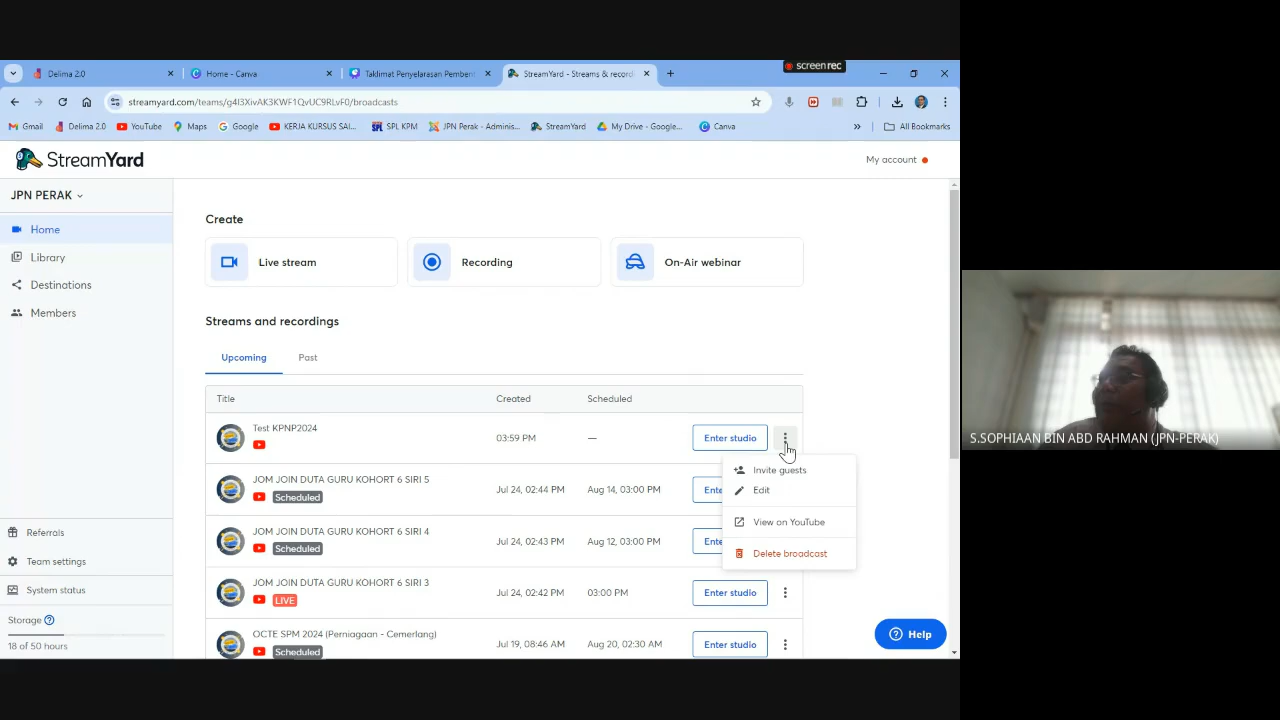 screenrec
Delima 2.0
Home - Canva
Taklimat Penyelarasan Pemben
StreamYard - Streams & record
streamyard.com/teams/g4l3XivAK3KWF1QvUC9RLvF0/broadcasts
Gmail
Delima 2.0
YouTube
Maps
Google
KERJA KURSUS SAI...
SPL KPM
JPN Perak - Adminis...
StreamYard
My Drive - Google...
Canva
All Bookmarks
StreamYard
My account
JPN PERAK
Home
Library
Destinations
Members
Referrals
Team settings
System status
Storage
18 of 50 hours
Create
Live stream
Recording
On-Air webinar
Streams and recordings
Upcoming
Past
Title
Created
Scheduled
Test KPNP2024
03:59 PM
—
Enter studio
Invite guests
Edit
View on YouTube
Delete broadcast
JOM JOIN DUTA GURU KOHORT 6 SIRI 5
Scheduled
Jul 24, 02:44 PM
Aug 14, 03:00 PM
Ente
JOM JOIN DUTA GURU KOHORT 6 SIRI 4
Scheduled
Jul 24, 02:43 PM
Aug 12, 03:00 PM
Ente
JOM JOIN DUTA GURU KOHORT 6 SIRI 3
LIVE
Jul 24, 02:42 PM
03:00 PM
Enter studio
OCTE SPM 2024 (Perniagaan - Cemerlang)
Scheduled
Jul 19, 08:46 AM
Aug 20, 02:30 AM
Enter studio
Help
S.SOPHIAAN BIN ABD RAHMAN (JPN-PERAK)